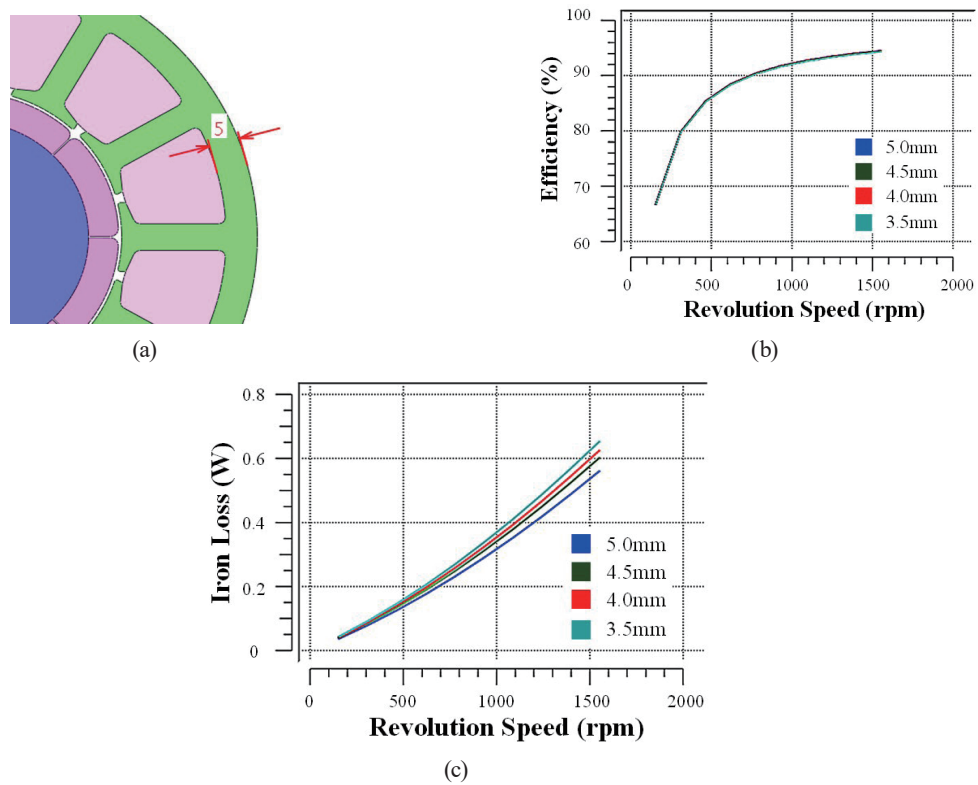 5
(a)
100
90
80
70
60
Efficiency (%)
5.0mm
4.5mm
4.0mm
3.5mm
0 500 1000 1500 2000
Revolution Speed (rpm)
(b)
0.8
0.6
0.4
0.2
0
Iron Loss (W)
5.0mm
4.5mm
4.0mm
3.5mm
0 500 1000 1500 2000
Revolution Speed (rpm)
(c)